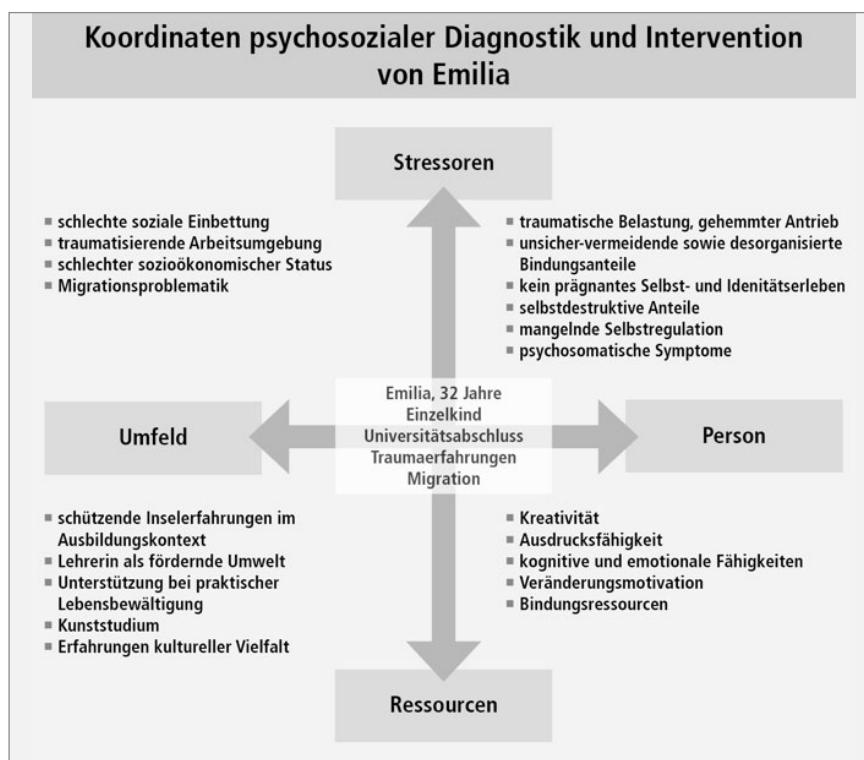 Koordinaten psychosozialer Diagnostik und Intervention
von Emilia
Stressoren
■ schlechte soziale Einbettung
■ traumatisierende Arbeitsumgebung
■ schlechter sozioökonomischer Status
■ Migrationsproblematik
■ traumatische Belastung, gehemmter Antrieb
■ unsicher-vermeidende sowie desorganisierte
Bindungsanteile
■ kein prägnantes Selbst- und Idenitätserleben
■ selbstdestruktive Anteile
■ mangelnde Selbstregulation
■ psychosomatische Symptome
Umfeld
Emilia, 32 Jahre
Einzelkind
Universitätsabschluss
Traumaerfahrungen
Migration
Person
■ schützende Inselerfahrungen im
Ausbildungskontext
■ Lehrerin als fördernde Umwelt
■ Unterstützung bei praktischer
Lebensbewältigung
■ Kunststudium
■ Erfahrungen kultureller Vielfalt
■ Kreativität
■ Ausdrucksfähigkeit
■ kognitive und emotionale Fähigkeiten
■ Veränderungsmotivation
■ Bindungsressourcen
Ressourcen